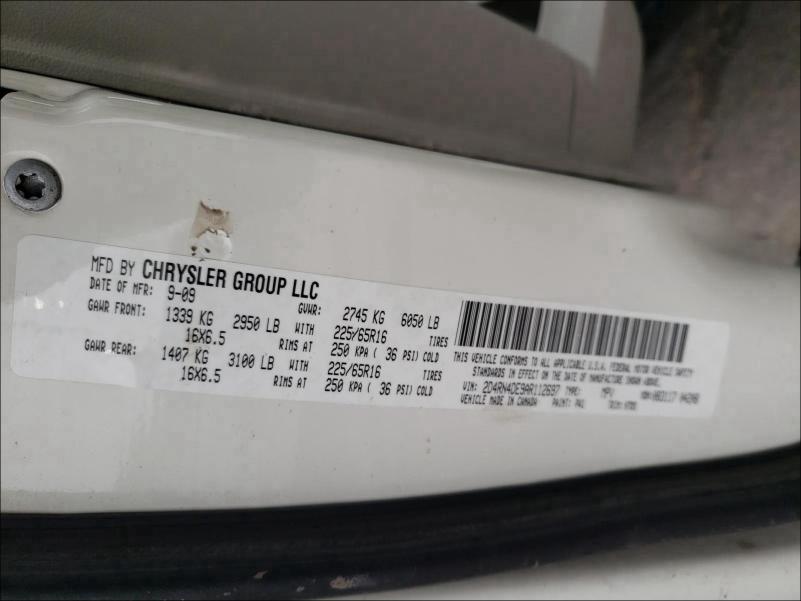 MFD BY CHRYSLER GROUP LLC
DATE OF MFR: 9-09 GVWR: 2745 KG 6050 LB
GAWR FRONT: 1339 KG 2950 LB WITH 225/65R16 TIRES
16X6.5 RIMS AT 250 KPA ( 36 PSI) COLD
GAWR REAR: 1407 KG 3100 LB WITH 225/65R16 TIRES
16X6.5 RIMS AT 250 KPA ( 36 PSI) COLD
THIS VEHICLE CONFORMS TO ALL APPLICABLE U.S.A. FEDERAL MOTOR VEHICLE SAFETY
STANDARDS IN EFFECT ON THE DATE OF MANUFACTURE SHOWN ABOVE.
VIN: 2D4RN4DE9AR112697 TYPE: MPV
VEHICLE MADE IN CANADA PAINT: PW1 TRIM: